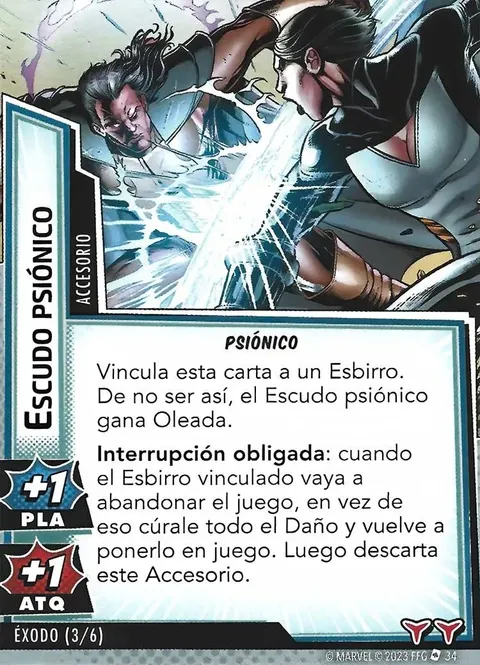 ESCUDO PSIÓNICO
ACCESORIO
PSIÓNICO
Vincula esta carta a un Esbirro.
De no ser así, el Escudo psiónico
gana Oleada.
Interrupción obligada: cuando
el Esbirro vinculado vaya a
abandonar el juego, en vez de
eso cúrale todo el Daño y vuelve a
ponerlo en juego. Luego descarta
este Accesorio.
+1
PLA
+1
ATQ
ÉXODO (3/6)
© MARVEL © 2023 FFG 34